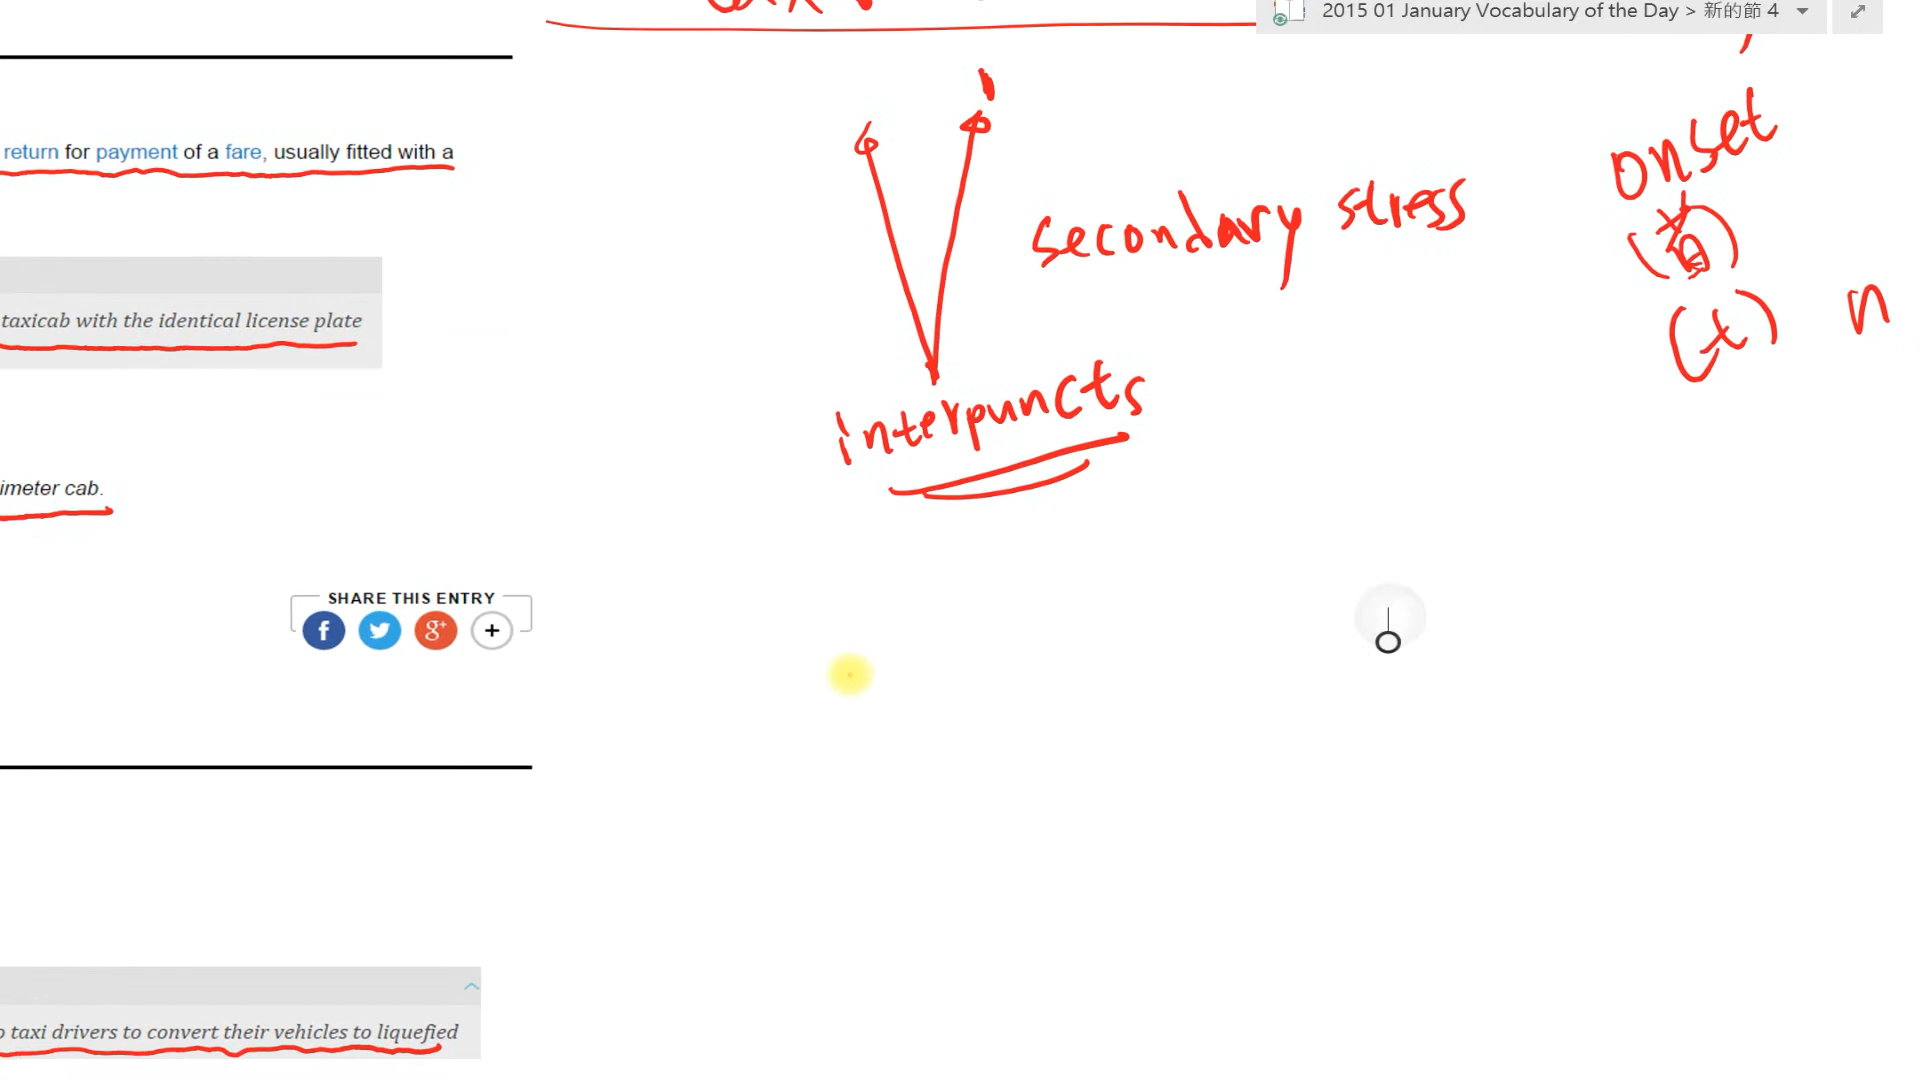 2015 01 January Vocabulary of the Day > 新的節 4
return for payment of a fare, usually fitted with a
onset
secondary stress
(首)
(t) n
taxicab with the identical license plate
interpuncts
imeter cab.
SHARE THIS ENTRY
f g+ +
taxi drivers to convert their vehicles to liquefied